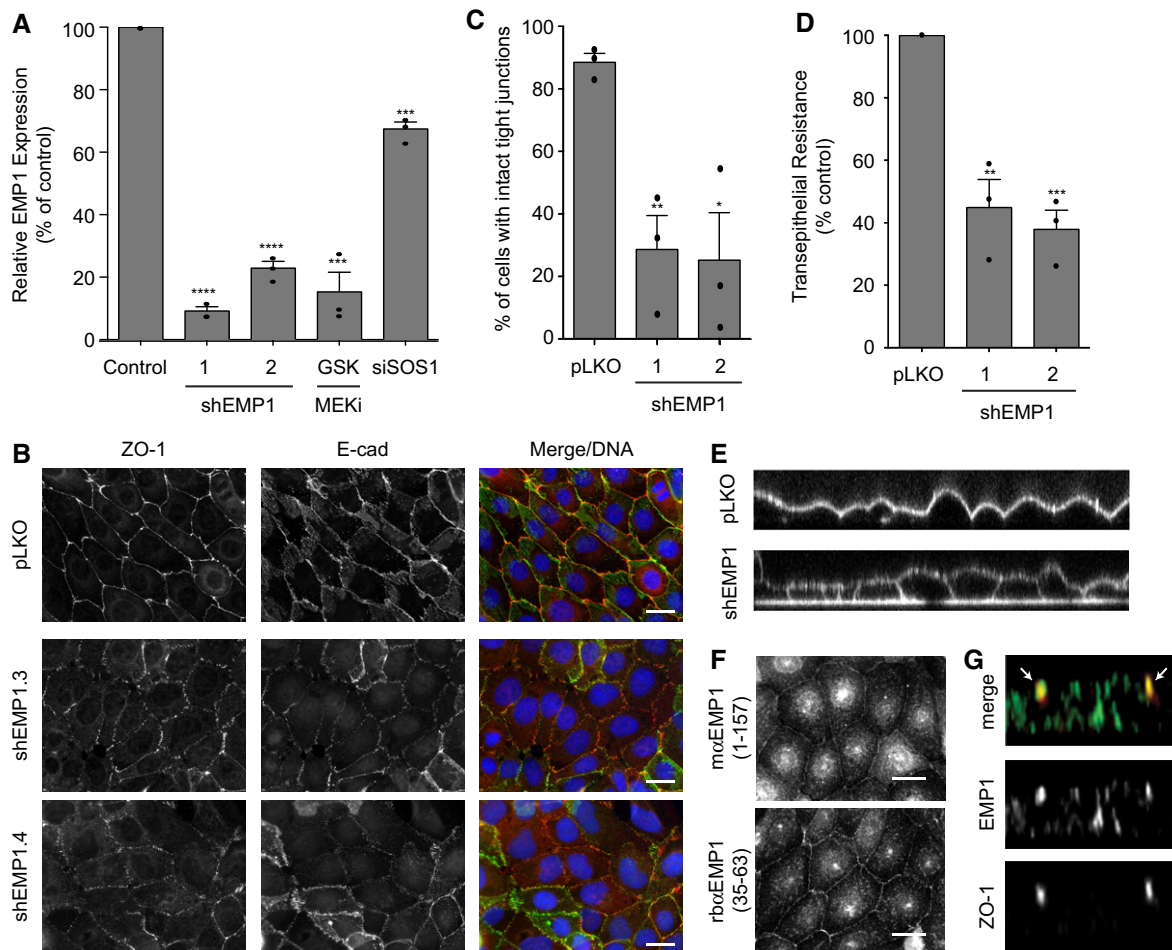 A
Relative EMP1 Expression
(% of control)
100
80
60
40
20
0
****
****
***
***
Control
1
2
GSK
siSOS1
shEMP1
MEKi
C
% of cells with intact tight junctions
100
80
60
40
20
0
**
*
pLKO
1
2
shEMP1
D
Transepithelial Resistance
(% control)
100
80
60
40
20
0
**
***
pLKO
1
2
shEMP1
B
ZO-1
E-cad
Merge/DNA
pLKO
shEMP1.3
shEMP1.4
E
pLKO
shEMP1
F
mαEMP1
(1-157)
rbαEMP1
(35-63)
G
merge
EMP1
ZO-1